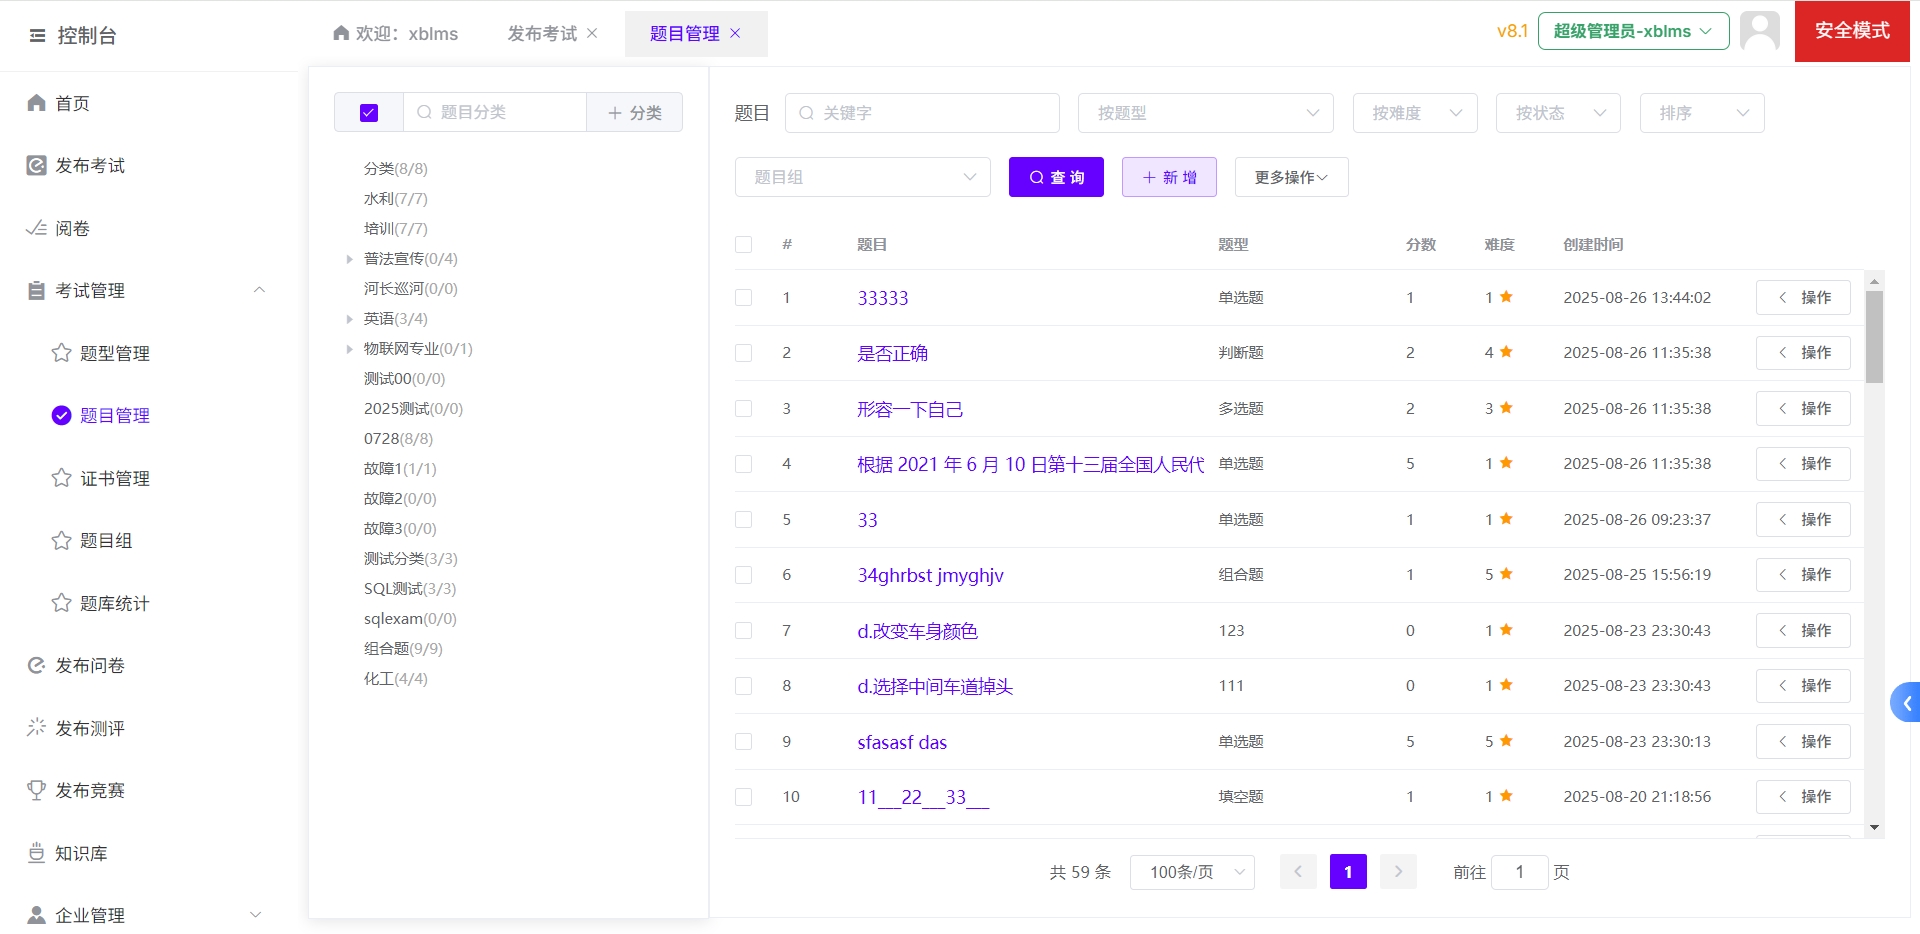 控制台
欢迎：xblms
发布考试
题目管理
v8.1
超级管理员-xblms
安全模式
首页
发布考试
阅卷
考试管理
题型管理
题目管理
证书管理
题目组
题库统计
发布问卷
发布测评
发布竞赛
知识库
企业管理
题目分类
分类
分类(8/8)
水利(7/7)
培训(7/7)
普法宣传(0/4)
河长巡河(0/0)
英语(3/4)
物联网专业(0/1)
测试00(0/0)
2025测试(0/0)
0728(8/8)
故障1(1/1)
故障2(0/0)
故障3(0/0)
测试分类(3/3)
SQL测试(3/3)
sqlexam(0/0)
组合题(9/9)
化工(4/4)
题目 关键字 按题型 按难度 按状态 排序
题目组 查 询 新 增 更多操作
# 题目 题型 分数 难度 创建时间
1 33333 单选题 1 1 2025-08-26 13:44:02 操作
2 是否正确 判断题 2 4 2025-08-26 11:35:38 操作
3 形容一下自己 多选题 2 3 2025-08-26 11:35:38 操作
4 根据 2021 年 6 月 10 日第十三届全国人民代 单选题 5 1 2025-08-26 11:35:38 操作
5 33 单选题 1 1 2025-08-26 09:23:37 操作
6 34ghrbst jmyghjv 组合题 1 5 2025-08-25 15:56:19 操作
7 d.改变车身颜色 123 0 1 2025-08-23 23:30:43 操作
8 d.选择中间车道掉头 111 0 1 2025-08-23 23:30:43 操作
9 sfasasf das 单选题 5 5 2025-08-23 23:30:13 操作
10 11___22___33___ 填空题 1 1 2025-08-20 21:18:56 操作
共 59 条 100条/页 1 前往 1 页